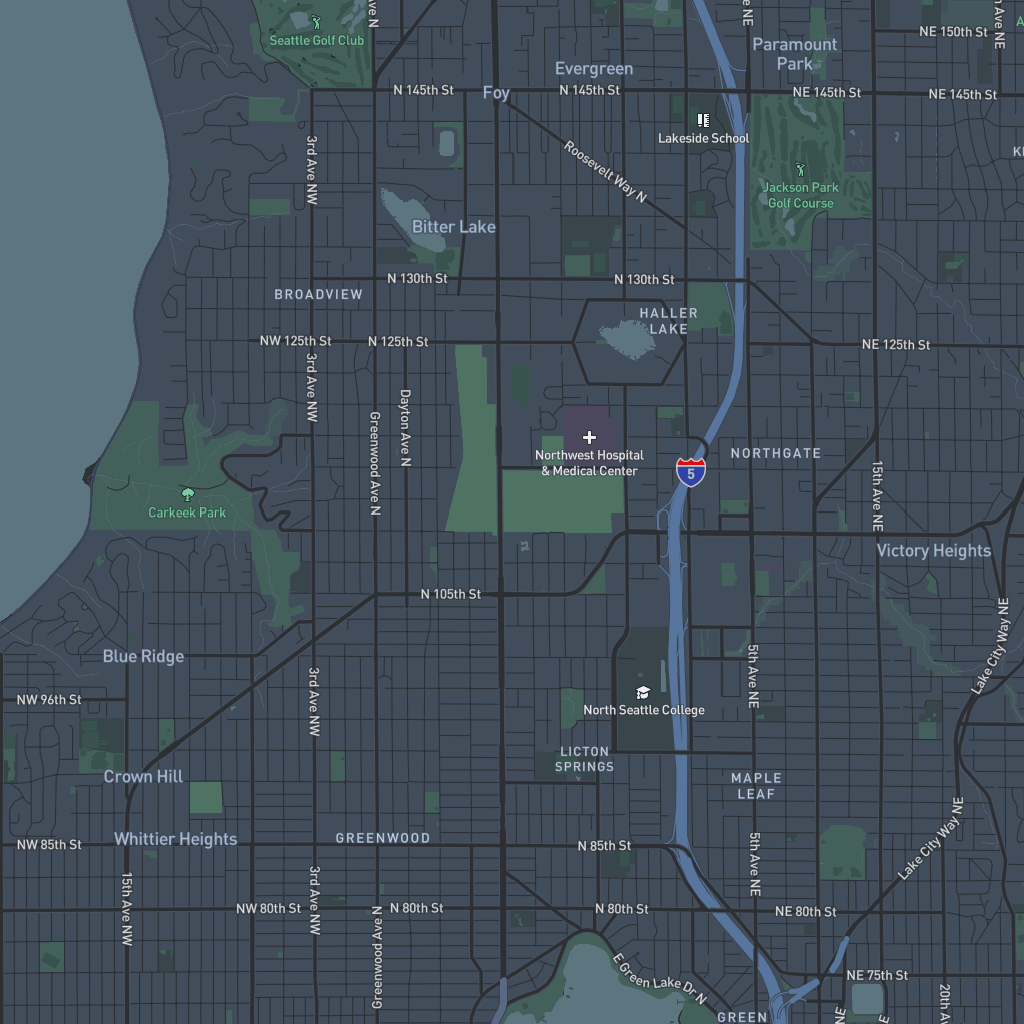 Ave N
NE
n Ave NE
Seattle Golf Club
NE 150th St
Paramount
Park
Evergreen
N 145th St
Foy
N 145th St
NE 145th St
NE 145th St
Lakeside School
3rd Ave NW
Roosevelt Way N
Jackson Park
Golf Course
Bitter Lake
N 130th St
N 130th St
BROADVIEW
HALLER
LAKE
NW 125th St
N 125th St
NE 125th St
3rd Ave NW
Dayton Ave N
Greenwood Ave N
Northwest Hospital
& Medical Center
NORTHGATE
5
15th Ave NE
Carkeek Park
Victory Heights
N 105th St
Lake City Way NE
Blue Ridge
5th Ave NE
3rd Ave NW
NW 96th St
North Seattle College
LICTON
SPRINGS
Crown Hill
MAPLE
LEAF
Whittier Heights
GREENWOOD
NW 85th St
N 85th St
5th Ave NE
Lake City Way NE
15th Ave NW
3rd Ave NW
NW 80th St
N 80th St
N 80th St
NE 80th St
Greenwood Ave N
E Green Lake Dr N
NE 75th St
20th A
GREEN
NE
E